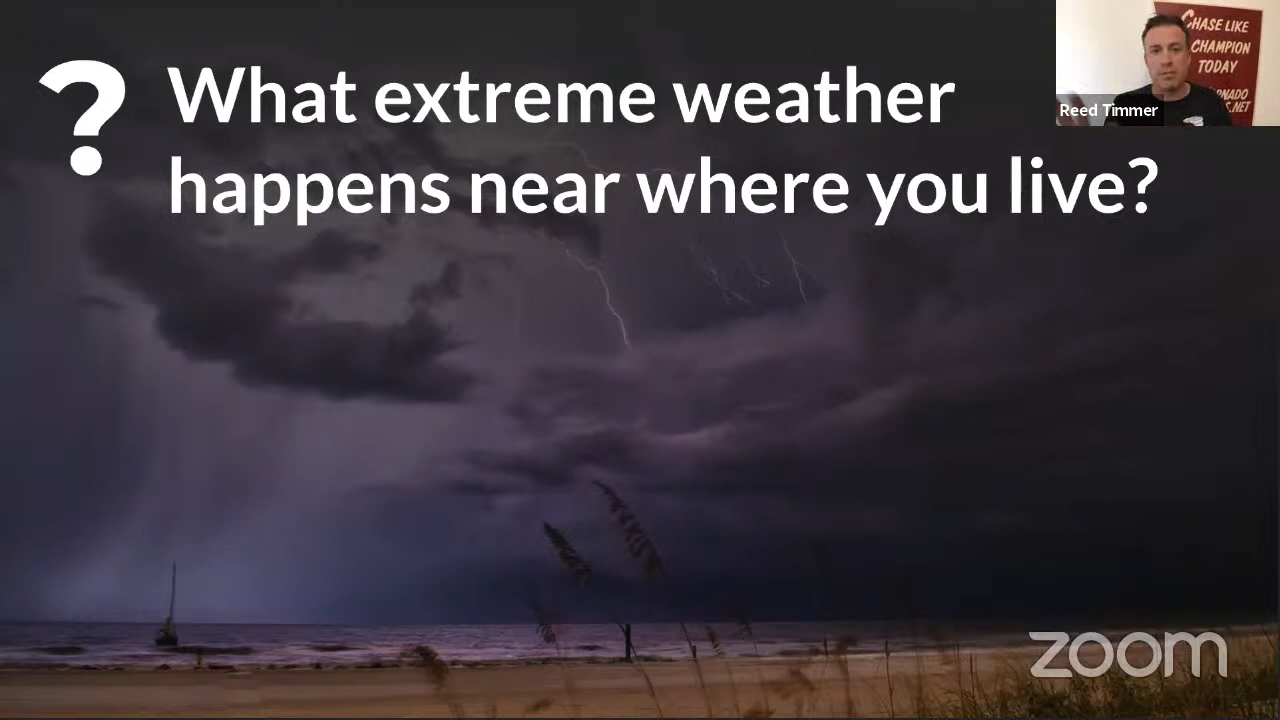 ? What extreme weather
happens near where you live?
CHASE LIKE
CHAMPION
TODAY
Reed Timmer
zoom